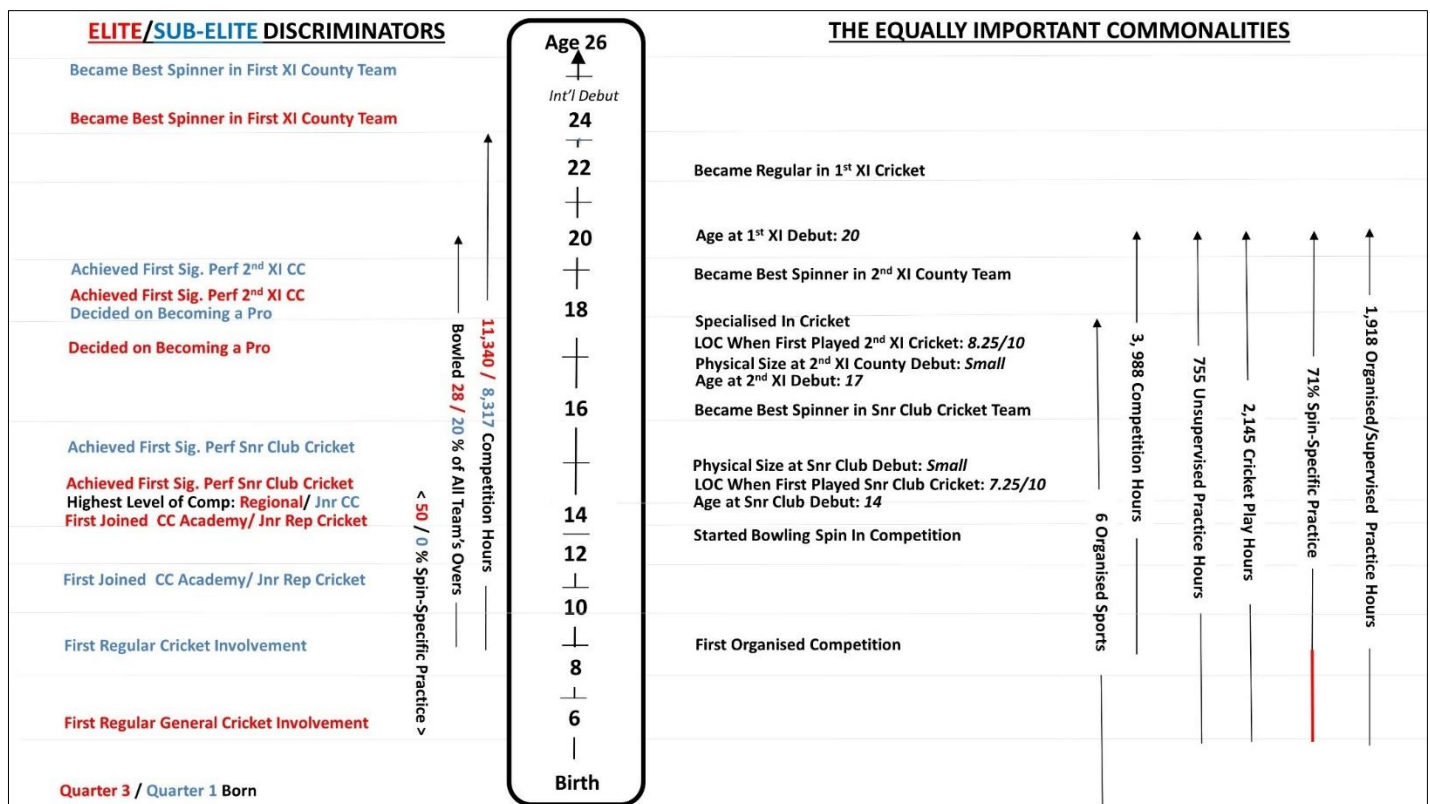 ELITE/SUB-ELITE DISCRIMINATORS
Became Best Spinner in First XI County Team
Became Best Spinner in First XI County Team
Achieved First Sig. Perf 2nd XI CC
Achieved First Sig. Perf 2nd XI CC
Decided on Becoming a Pro
Decided on Becoming a Pro
Achieved First Sig. Perf Snr Club Cricket
Achieved First Sig. Perf Snr Club Cricket
Highest Level of Comp: Regional/ Jnr CC
First Joined CC Academy/ Jnr Rep Cricket
First Joined CC Academy/ Jnr Rep Cricket
First Regular Cricket Involvement
First Regular General Cricket Involvement
Quarter 3 / Quarter 1 Born
< 50 / 0 % Spin-Specific Practice >
Bowled 28 / 20 % of All Team's Overs
11,340 / 8,317 Competition Hours
Age 26
Int'l Debut
24
22
20
18
16
14
12
10
8
6
Birth
THE EQUALLY IMPORTANT COMMONALITIES
Became Regular in 1st XI Cricket
Age at 1st XI Debut: 20
Became Best Spinner in 2nd XI County Team
Specialised In Cricket
LOC When First Played 2nd XI Cricket: 8.25/10
Physical Size at 2nd XI County Debut: Small
Age at 2nd XI Debut: 17
Became Best Spinner in Snr Club Cricket Team
Physical Size at Snr Club Debut: Small
LOC When First Played Snr Club Cricket: 7.25/10
Age at Snr Club Debut: 14
Started Bowling Spin In Competition
First Organised Competition
6 Organised Sports
3, 988 Competition Hours
755 Unsupervised Practice Hours
2,145 Cricket Play Hours
71% Spin-Specific Practice
1,918 Organised/Supervised Practice Hours